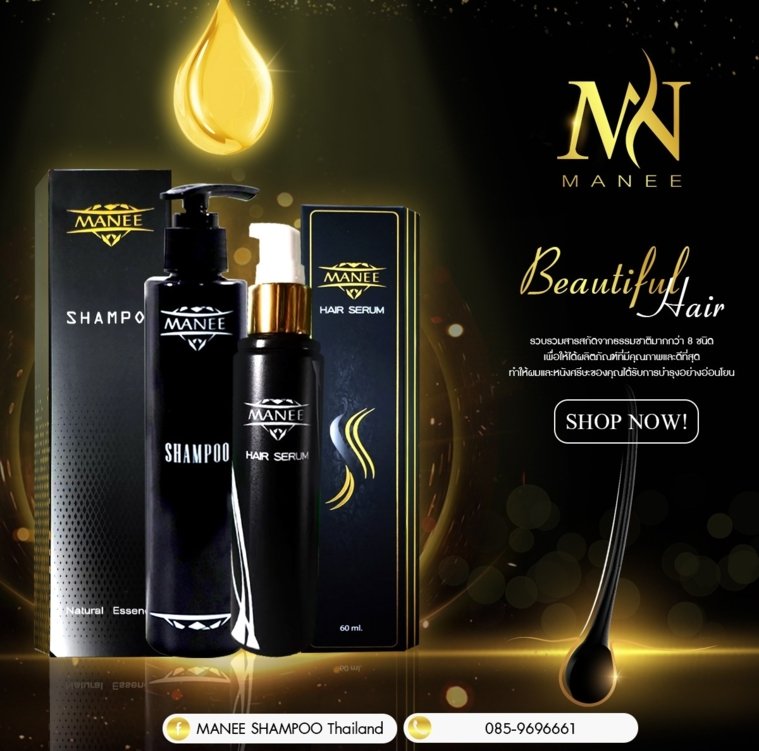 MN
MANEE
MANEE
SHAMPO
Natural Essen
MANEE
SHAMPOO
MANEE
HAIR SERUM
MANEE
HAIR SERUM
60 ml.
Beautiful
Hair
รวบรวมสารสกัดจากธรรมชาติมากกว่า 8 ชนิด
เพื่อให้ได้ผลิตภัณฑ์ที่มีคุณภาพและดีที่สุด
ทำให้ผมและหนังศรีษะของคุณได้รับการบำรุงอย่างอ่อนโยน
SHOP NOW!
MANEE SHAMPOO Thailand
085-9696661